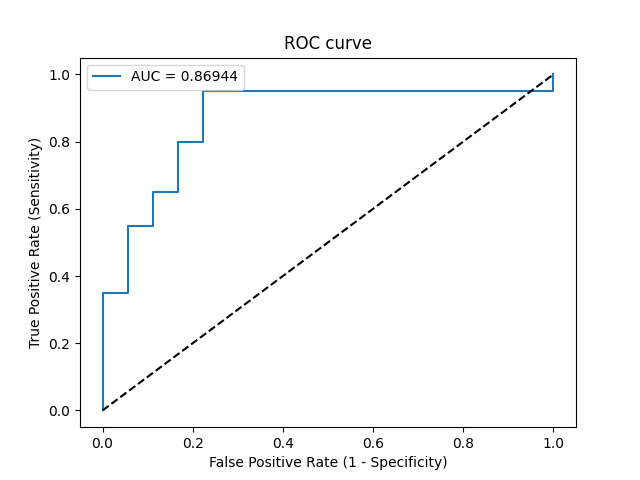 ROC curve
AUC = 0.86944
True Positive Rate (Sensitivity)
1.0
0.8
0.6
0.4
0.2
0.0
0.0 0.2 0.4 0.6 0.8 1.0
False Positive Rate (1 - Specificity)